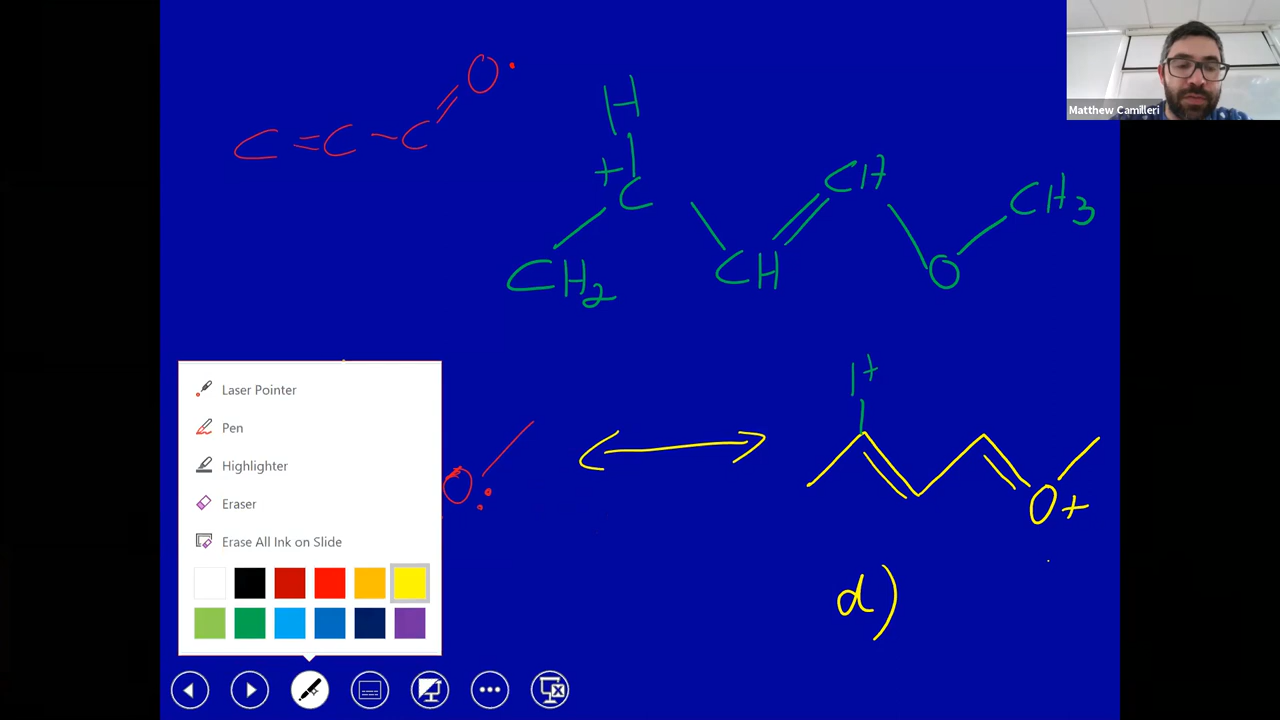 Matthew Camilleri
O
C = C - C
H
+
C
CH
CH3
CH2
CH
O
Laser Pointer
Pen
Highlighter
Eraser
Erase All Ink on Slide
H
O
O+
d)